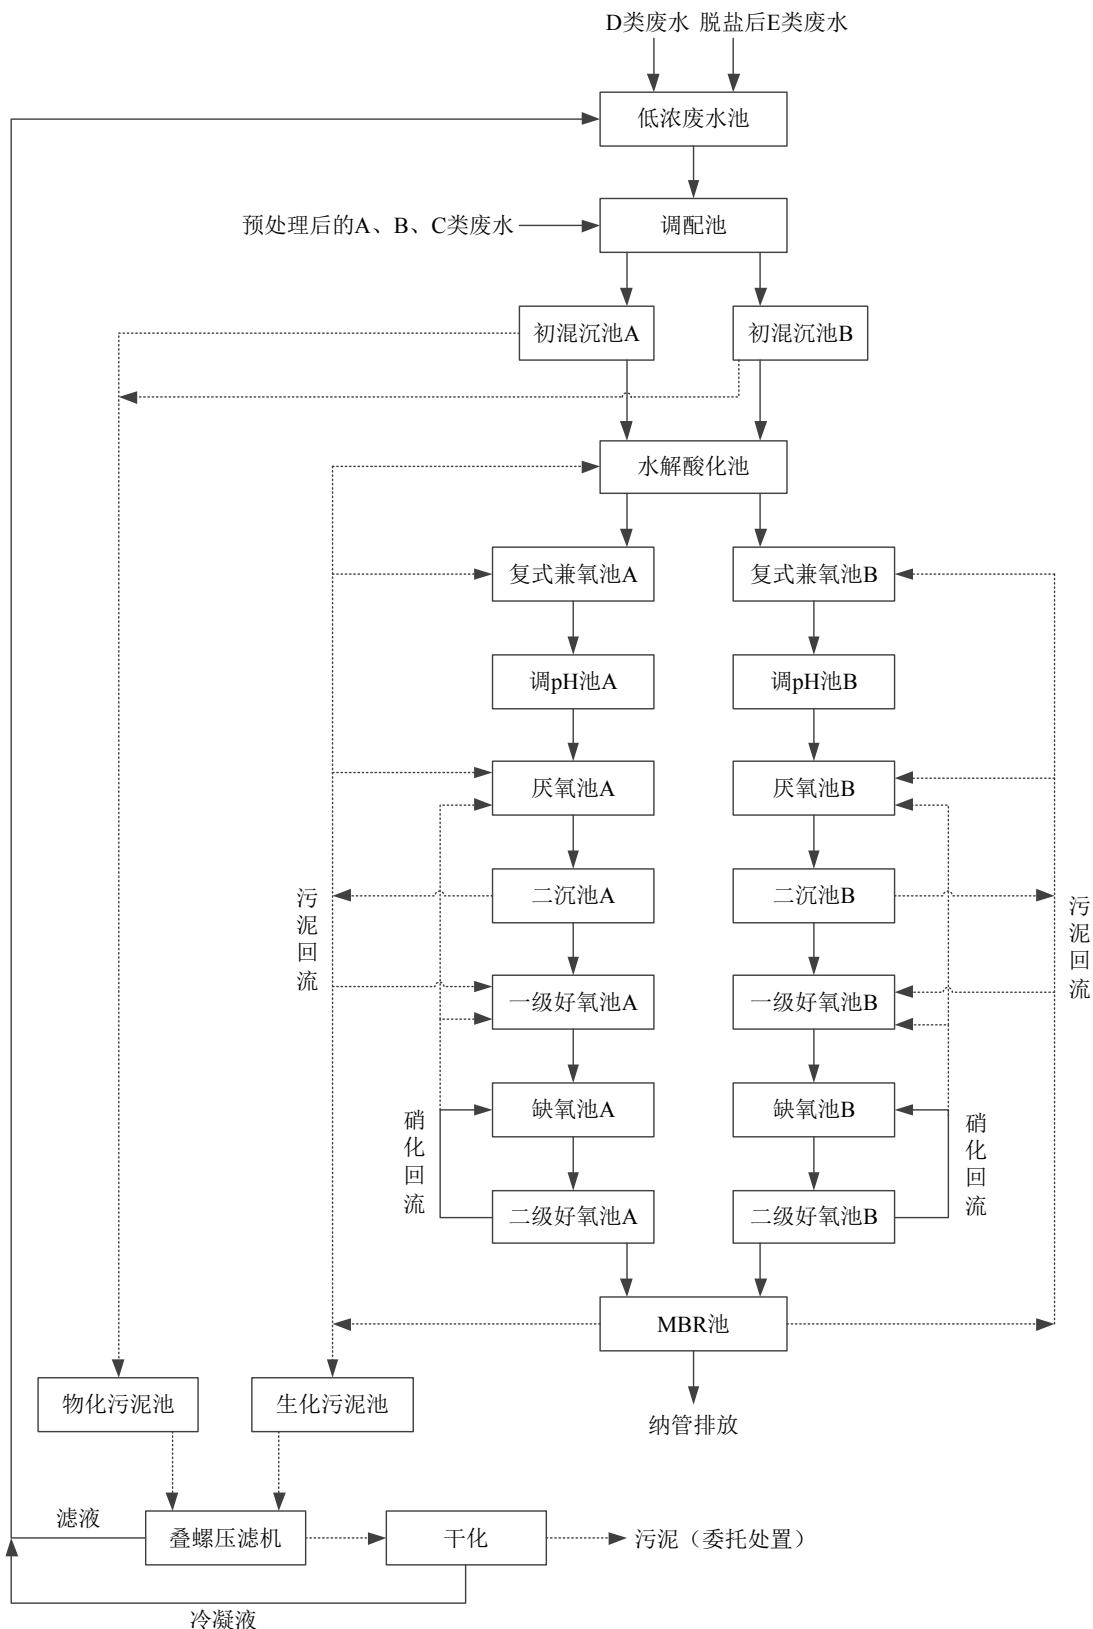 D类废水 脱盐后E类废水
低浓废水池
预处理后的A、B、C类废水
调配池
初混沉池A
初混沉池B
水解酸化池
复式兼氧池A
复式兼氧池B
调pH池A
调pH池B
厌氧池A
厌氧池B
污泥回流
二沉池A
二沉池B
污泥回流
一级好氧池A
一级好氧池B
硝化回流
缺氧池A
缺氧池B
硝化回流
二级好氧池A
二级好氧池B
MBR池
物化污泥池
生化污泥池
纳管排放
滤液
叠螺压滤机
干化
污泥（委托处置）
冷凝液